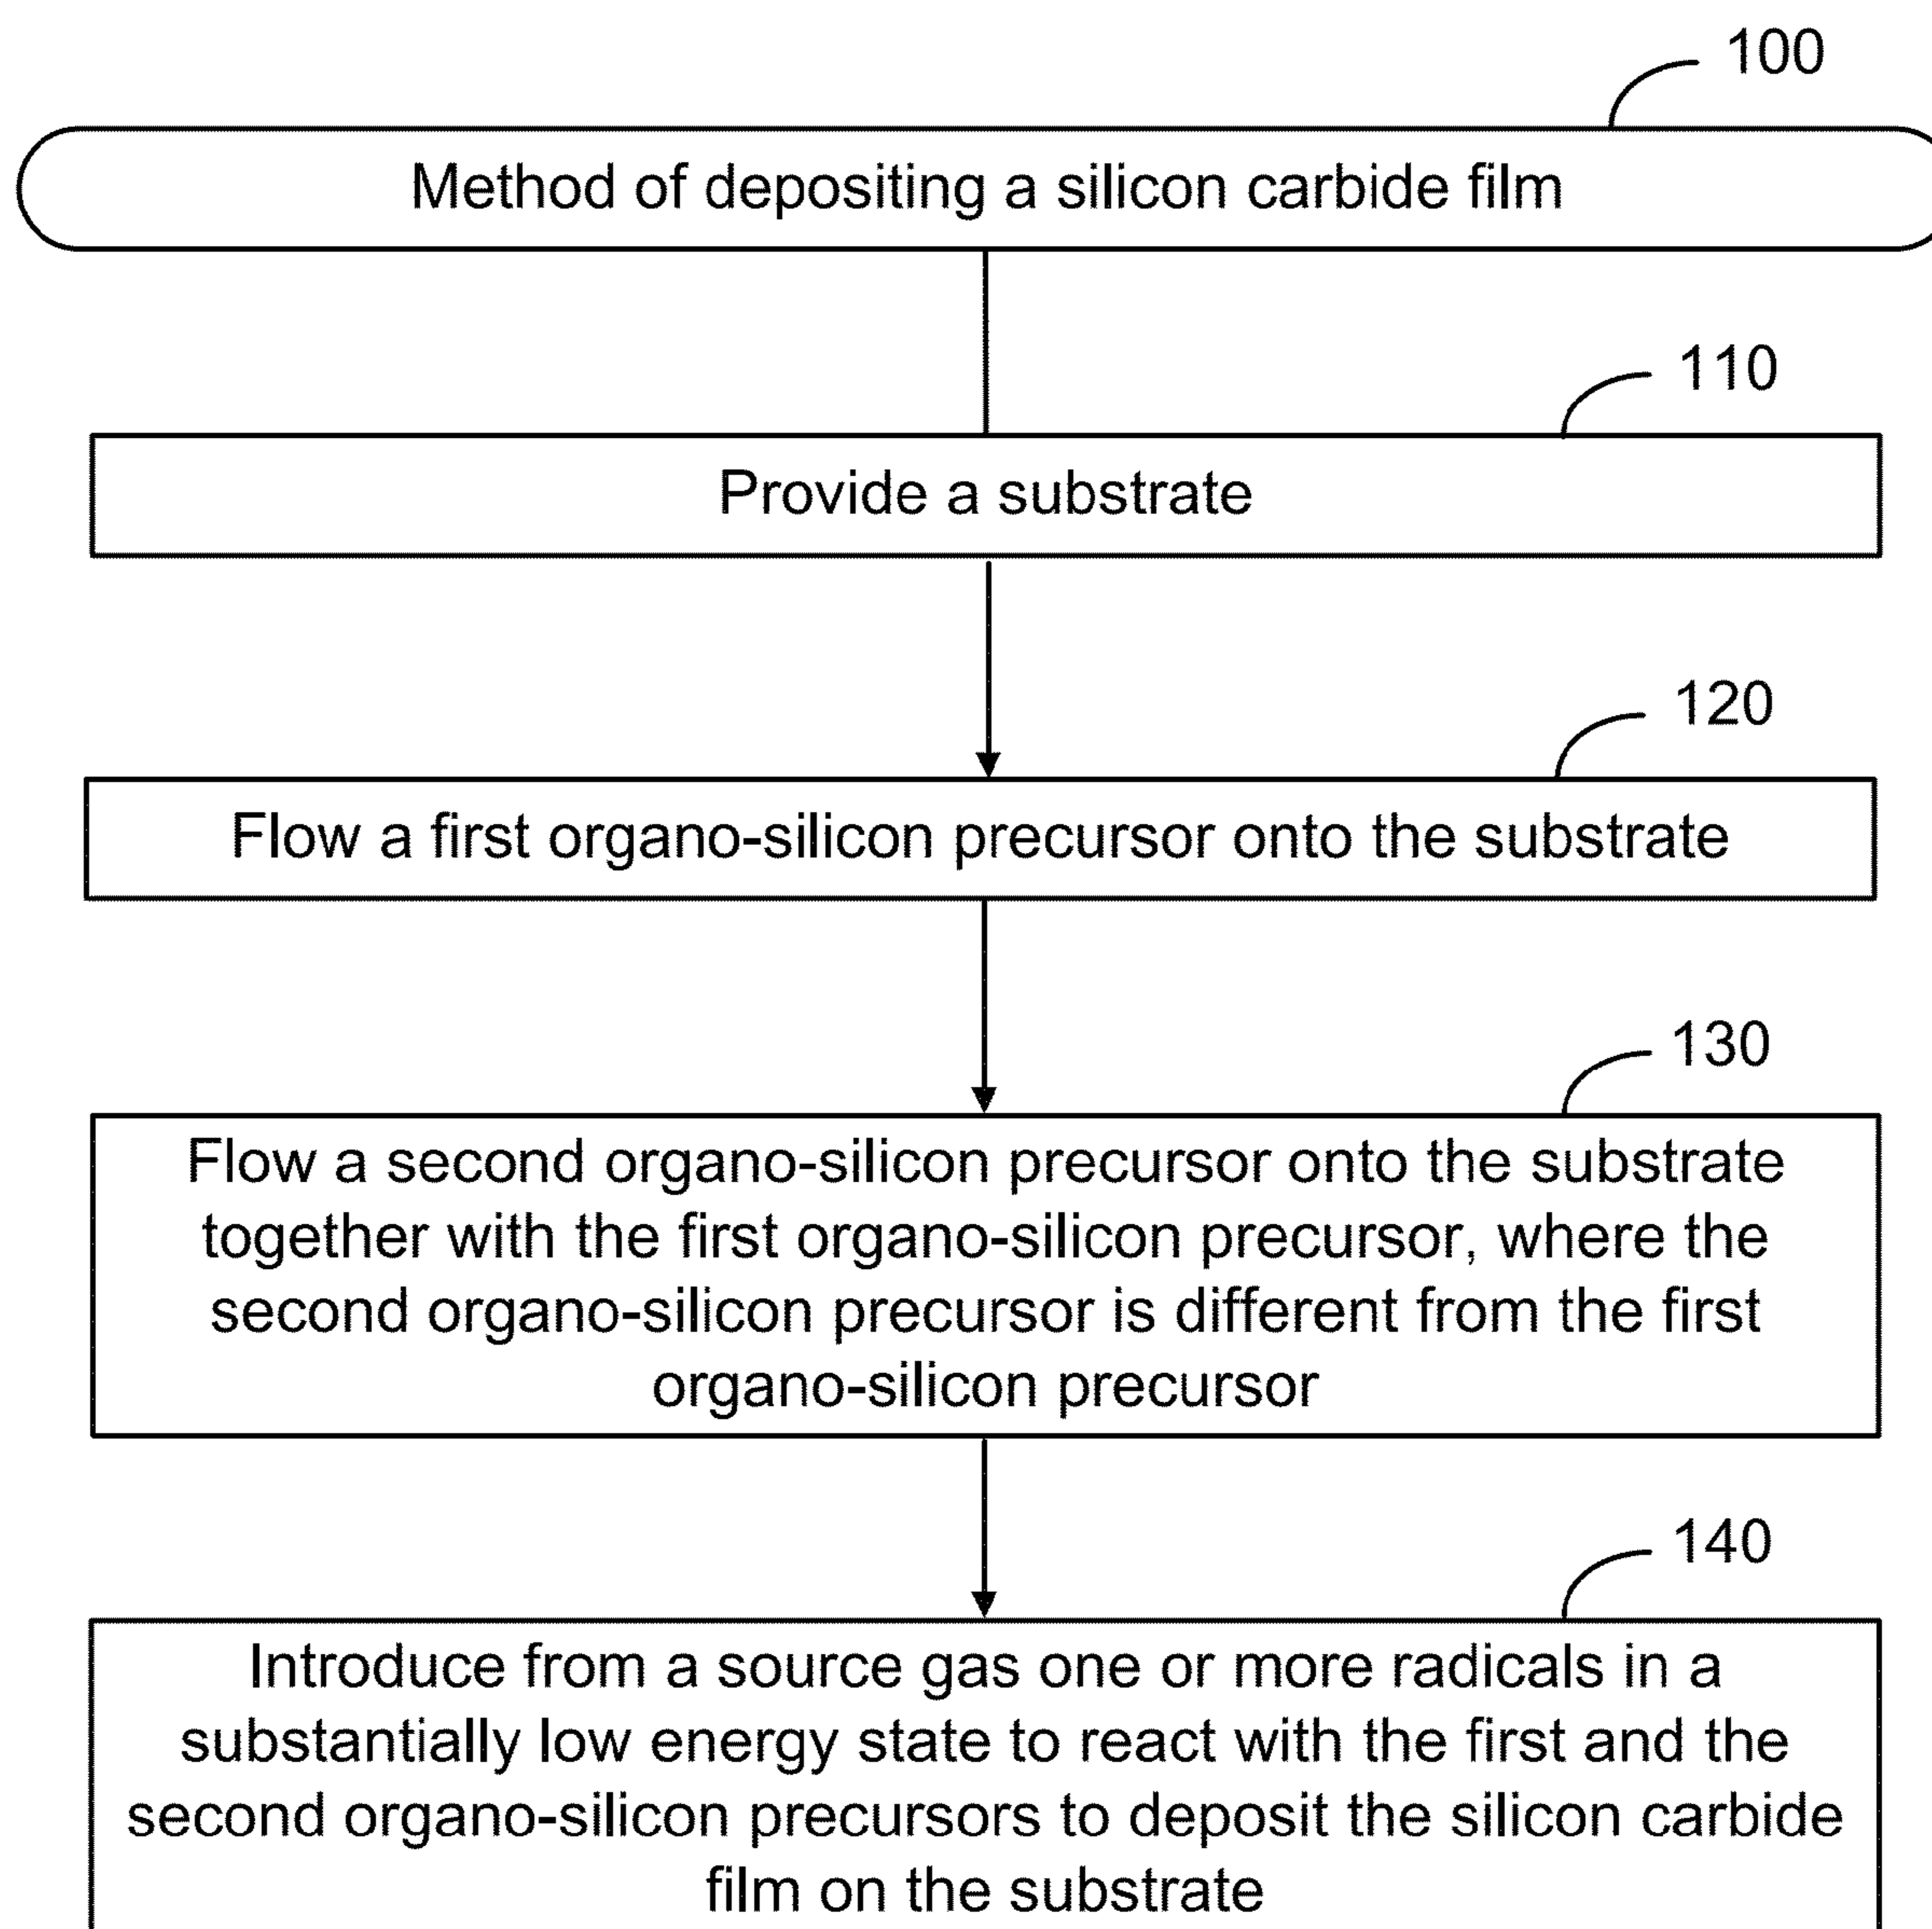 100
Method of depositing a silicon carbide film
110
Provide a substrate
120
Flow a first organo-silicon precursor onto the substrate
130
Flow a second organo-silicon precursor onto the substrate
together with the first organo-silicon precursor, where the
second organo-silicon precursor is different from the first
organo-silicon precursor
140
Introduce from a source gas one or more radicals in a
substantially low energy state to react with the first and the
second organo-silicon precursors to deposit the silicon carbide
film on the substrate